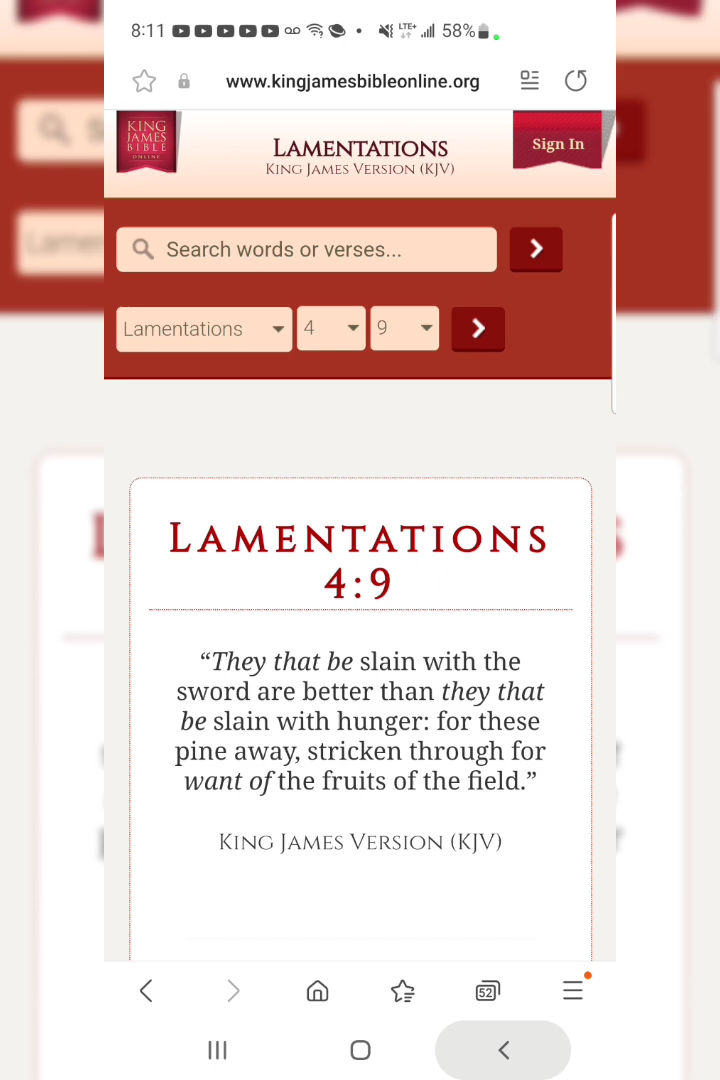 8:11 LTE+ 58%
www.kingjamesbibleonline.org
KING
JAMES
BIBLE
ONLINE
LAMENTATIONS
KING JAMES VERSION (KJV)
Sign In
Search words or verses...
Lamentations 4 9
LAMENTATIONS
4:9
“They that be slain with the
sword are better than they that
be slain with hunger: for these
pine away, stricken through for
want of the fruits of the field.”
KING JAMES VERSION (KJV)
52